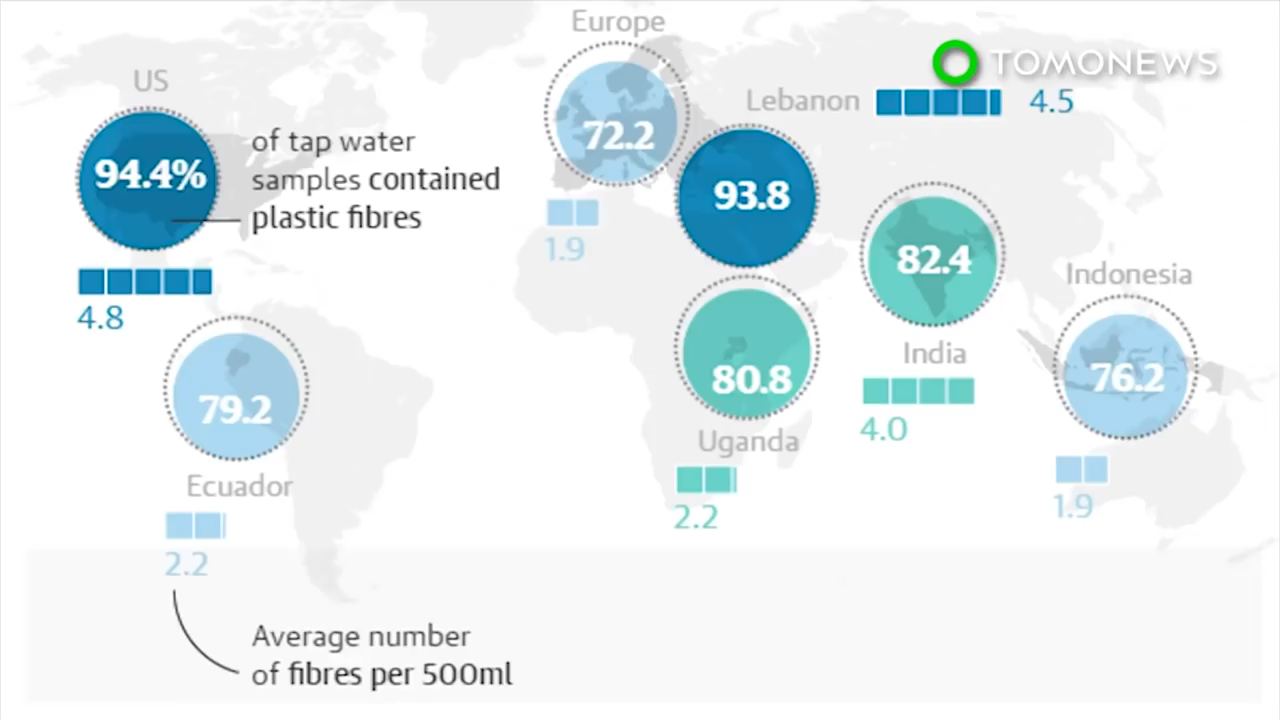 Europe
TOMONEWS
US
Lebanon
4.5
of tap water
72.2
94.4%
samples contained
93.8
plastic fibres
1.9
82.4
Indonesia
4.8
India
80.8
76.2
79.2
4.0
Uganda
Ecuador
2.2
1.9
2.2
Average number
of fibres per 500ml